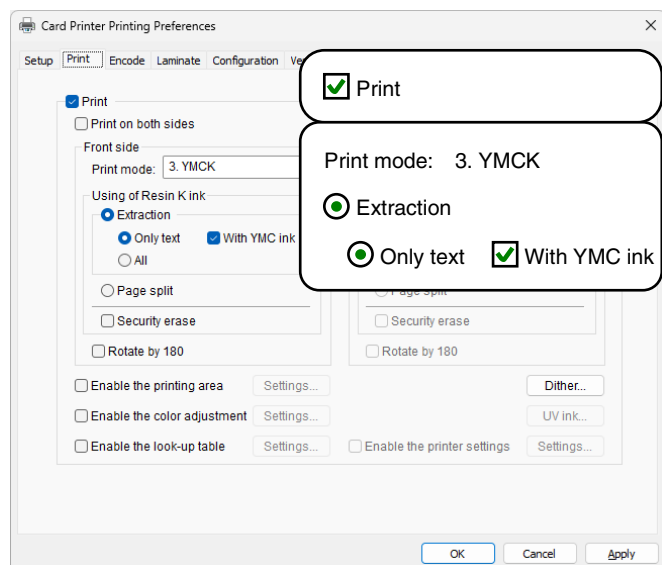 Card Printer Printing Preferences
Setup Print Encode Laminate Configuration Ve
Print
Print on both sides
Front side
Print mode: 3. YMCK
Using of Resin K ink
Extraction
Only text With YMC ink
All
Page split
Security erase
Rotate by 180
Print
Print mode: 3. YMCK
Extraction
Only text With YMC ink
Security erase
Rotate by 180
Enable the printing area Settings... Dither...
Enable the color adjustment Settings... UV ink...
Enable the look-up table Settings... Enable the printer settings Settings...
OK Cancel Apply